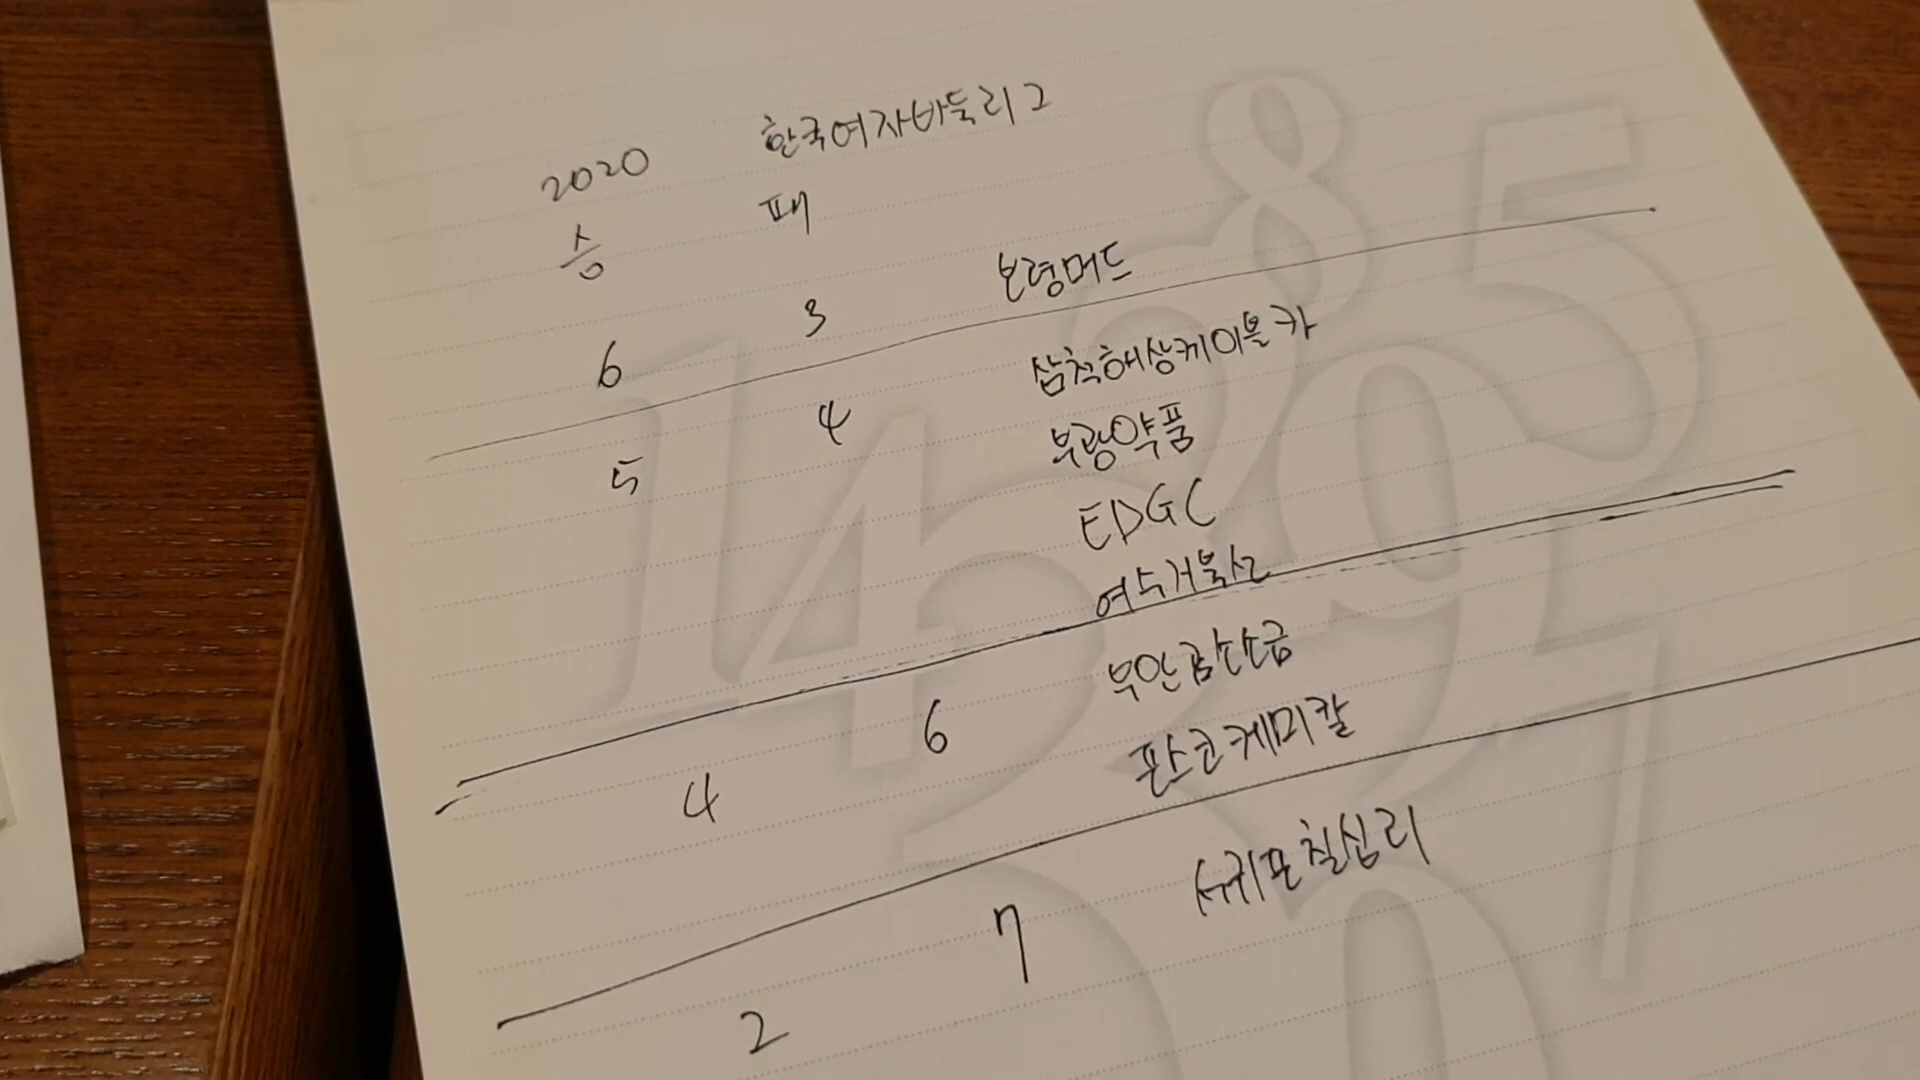 2020 한국여자바둑리그
승 패
6 3 보령머드
5 4 삼척해상케이블카
부광약품
EDGC
여수거북선
4 6 부안곰소소금
포스코케미칼
2 7 서귀포칠십리